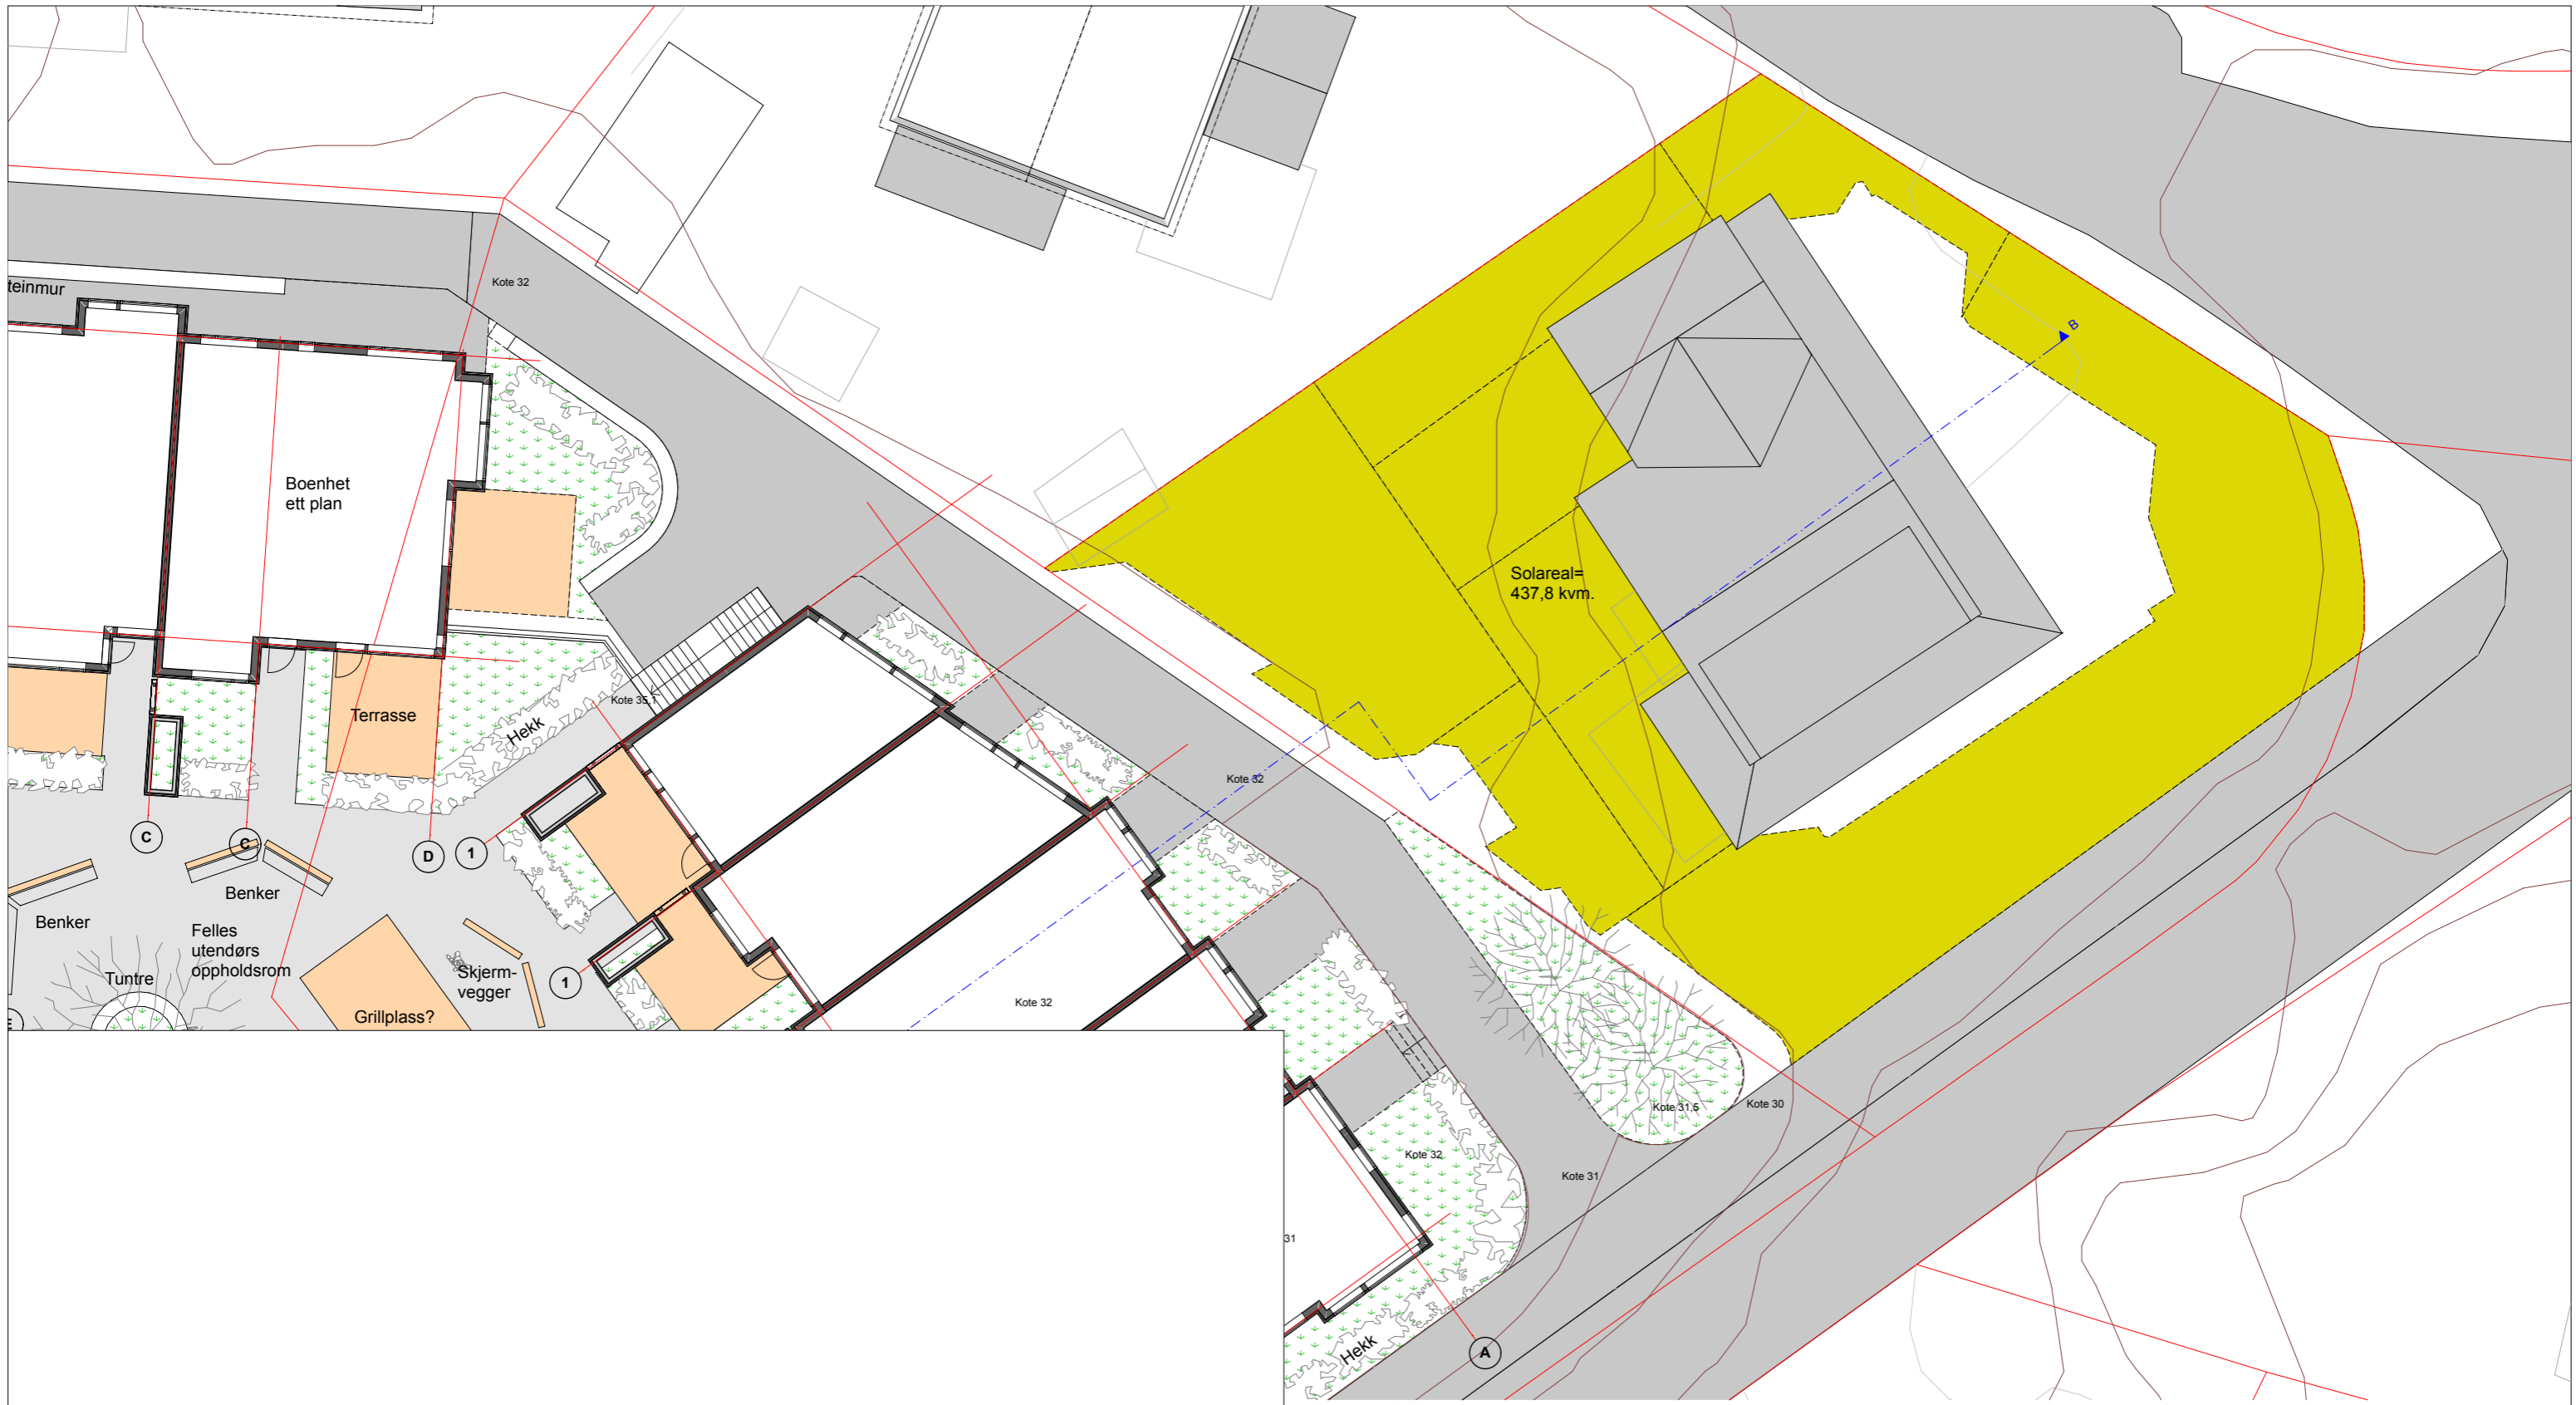 Kote 32
teinmur
B
Boenhet
ett plan
Solareal=
437,8 kvm.
Kote 35,1
Terrasse
Hekk
Kote 32
C
C
D
1
Benker
Benker
Felles
utendørs
oppholdsrom
Tuntre
Skjerm-
vegger
1
Grillplass?
Kote 32
E
Kote 31,5
Kote 30
Kote 32
Kote 31
31
Hekk
A